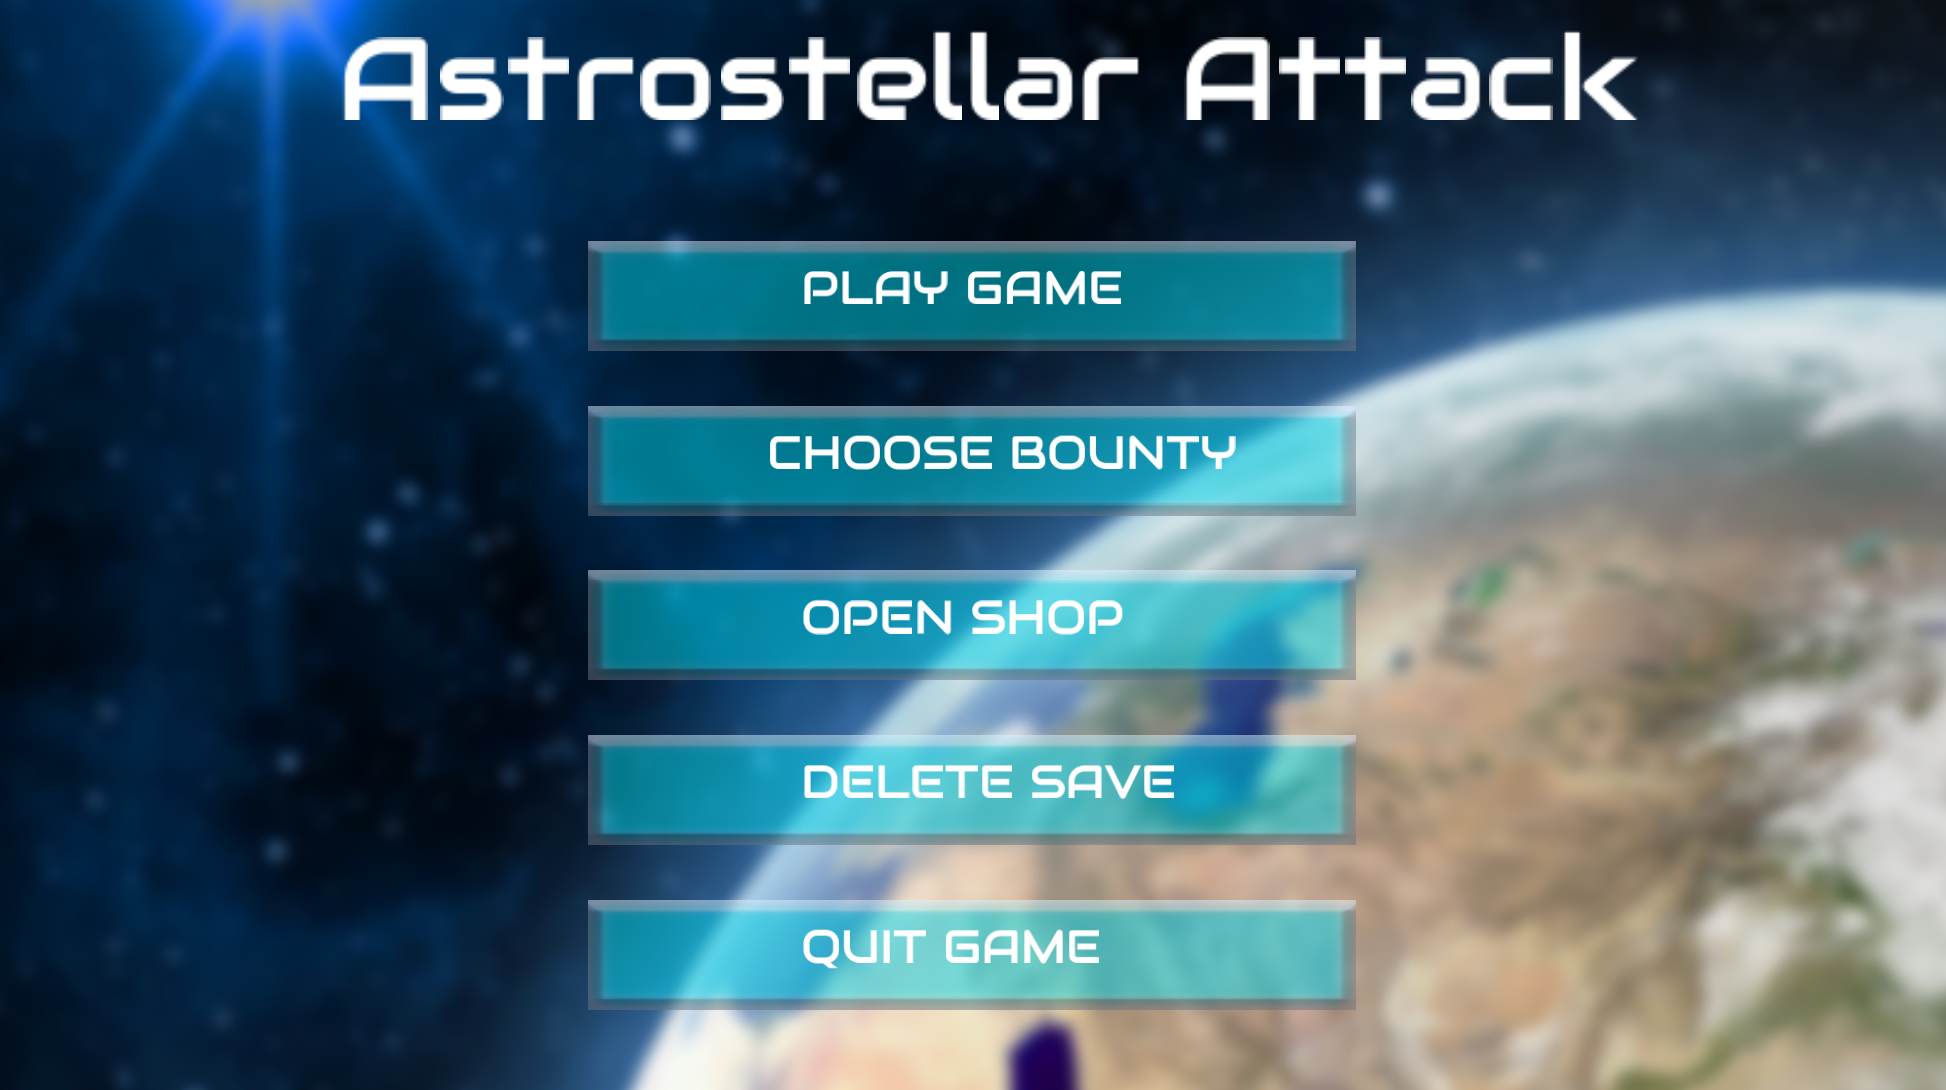 Astrostellar Attack
PLAY GAME
CHOOSE BOUNTY
OPEN SHOP
DELETE SAVE
QUIT GAME